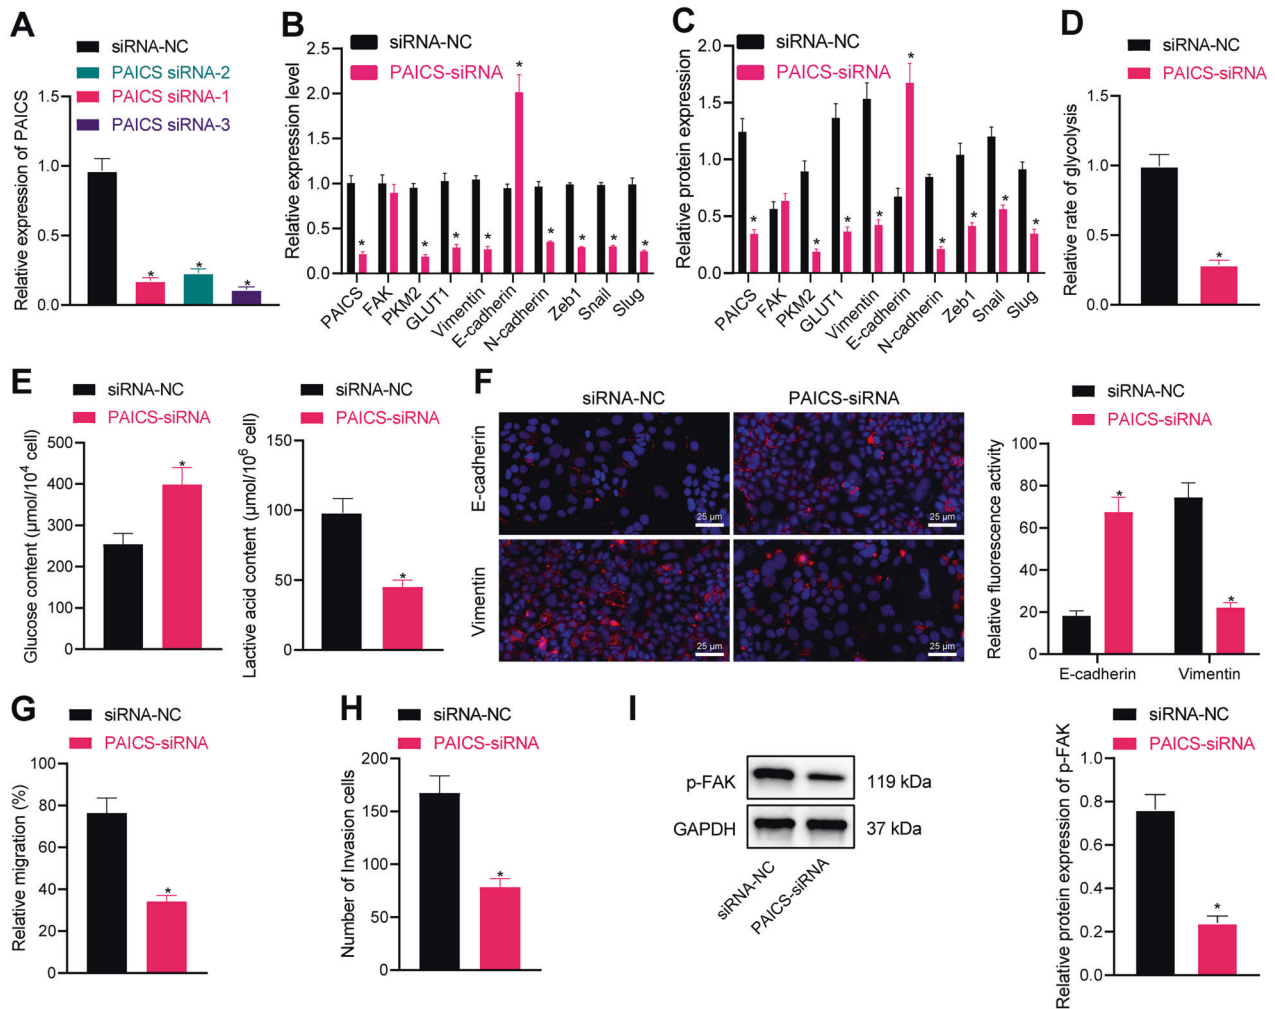 A
siRNA-NC
PAICS siRNA-2
PAICS siRNA-1
PAICS siRNA-3
Relative expression of PAICS
1.5
1.0
0.5
0.0
* * *
B
siRNA-NC
PAICS-siRNA
Relative expression level
2.5
2.0
1.5
1.0
0.5
0.0
* * * * * * * * *
PAICS
FAK
PKM2
GLUT1
Vimentin
E-cadherin
N-cadherin
Zeb1
Snail
Slug
C
siRNA-NC
PAICS-siRNA
Relative protein expression
2.0
1.5
1.0
0.5
0.0
* * * * * * * * *
PAICS
FAK
PKM2
GLUT1
Vimentin
E-cadherin
N-cadherin
Zeb1
Snail
Slug
D
siRNA-NC
PAICS-siRNA
Relative rate of glycolysis
1.5
1.0
0.5
0.0
*
E
siRNA-NC
PAICS-siRNA
Glucose content (μmol/10⁴ cell)
500
400
300
200
100
0
*
siRNA-NC
PAICS-siRNA
Lactive acid content (μmol/10⁶ cell)
150
100
50
0
*
F
siRNA-NC PAICS-siRNA
E-cadherin
25 μm 25 μm
Vimentin
25 μm 25 μm
siRNA-NC
PAICS-siRNA
Relative fluorescence activity
100
80
60
40
20
0
* *
E-cadherin Vimentin
G
siRNA-NC
PAICS-siRNA
Relative migration (%)
100
80
60
40
20
0
*
H
siRNA-NC
PAICS-siRNA
Number of Invasion cells
200
150
100
50
0
*
I
p-FAK 119 kDa
GAPDH 37 kDa
siRNA-NC
PAICS-siRNA
siRNA-NC
PAICS-siRNA
Relative protein expression of p-FAK
1.0
0.8
0.6
0.4
0.2
0.0
*